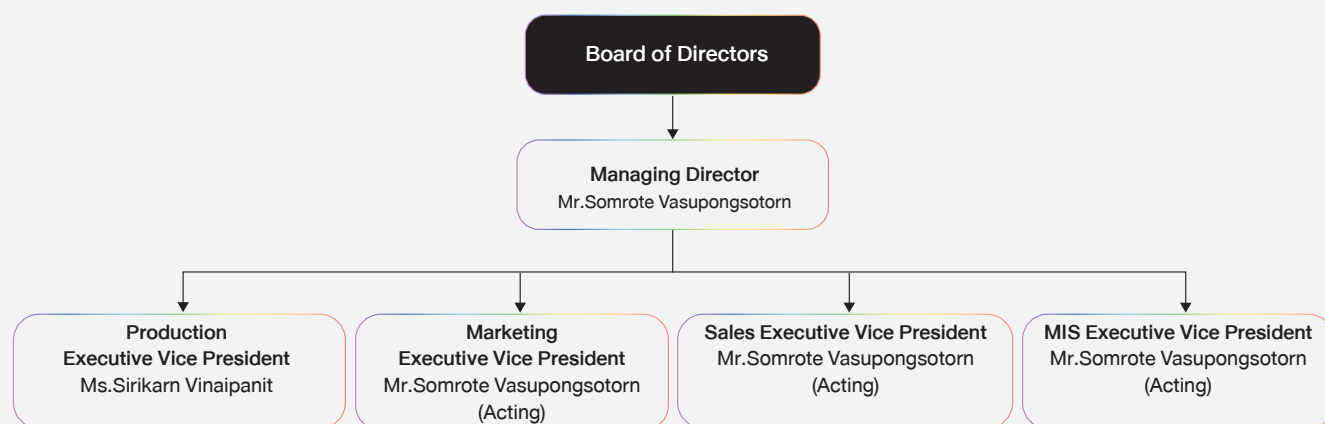 Board of Directors
Managing Director
Mr.Somrote Vasupongsotorn
Production
Executive Vice President
Ms.Sirikarn Vinaipanit
Marketing
Executive Vice President
Mr.Somrote Vasupongsotorn
(Acting)
Sales Executive Vice President
Mr.Somrote Vasupongsotorn
(Acting)
MIS Executive Vice President
Mr.Somrote Vasupongsotorn
(Acting)